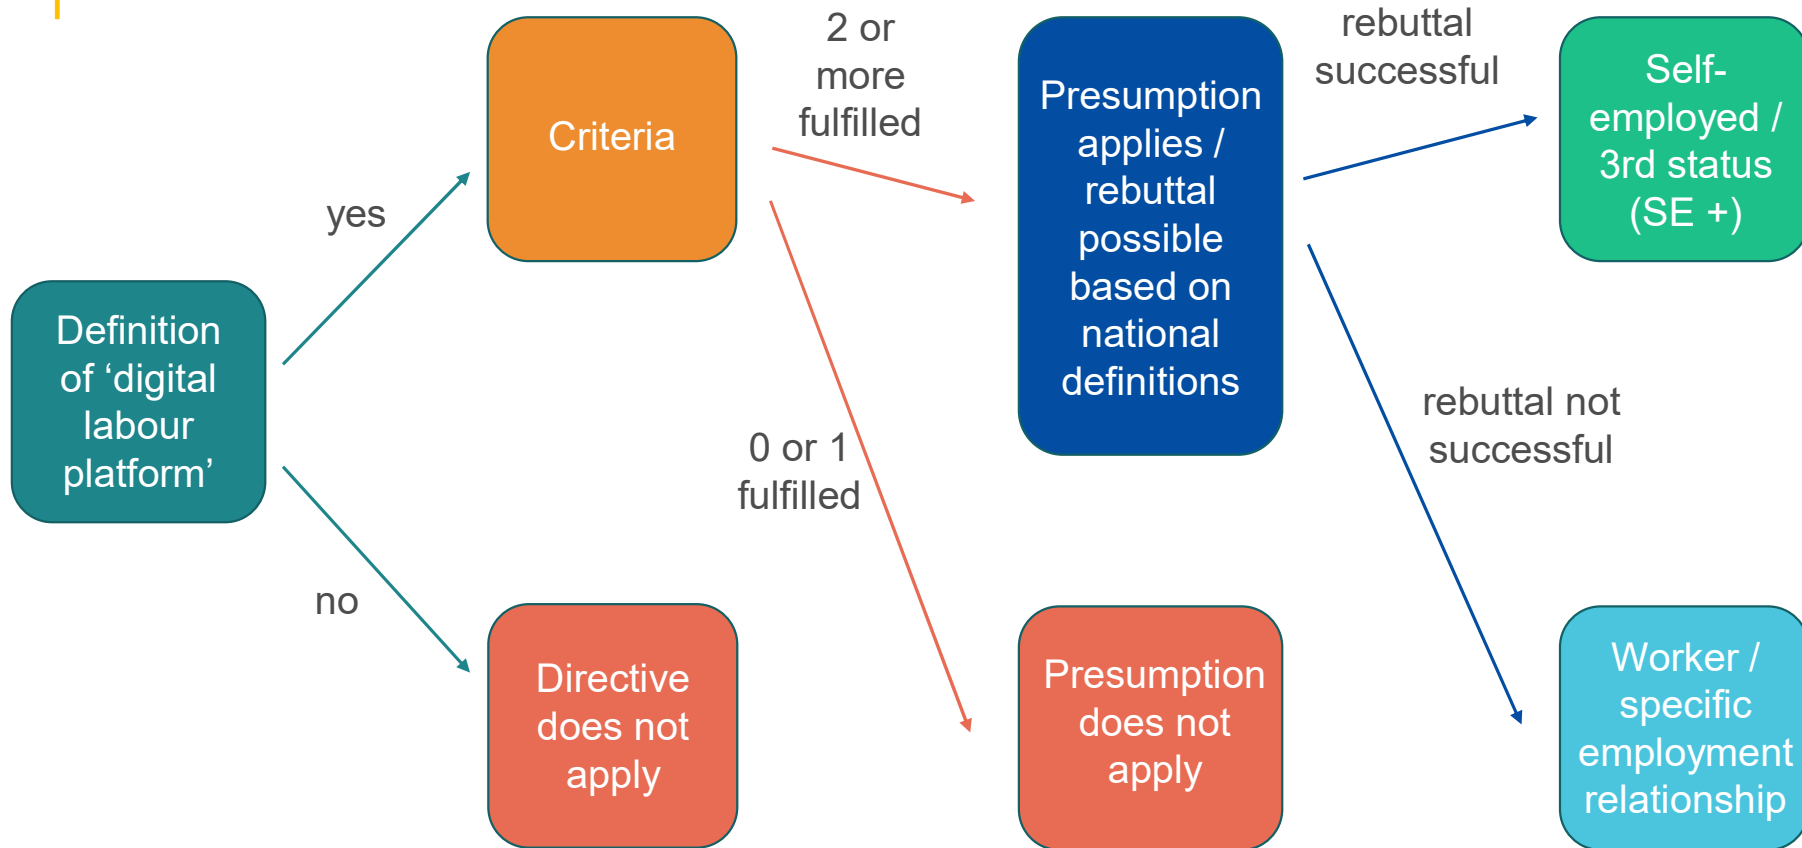 Definition
of ‘digital
labour
platform’
yes
no
Criteria
Directive
does not
apply
2 or
more
fulfilled
0 or 1
fulfilled
Presumption
applies /
rebuttal
possible
based on
national
definitions
Presumption
does not
apply
rebuttal
successful
rebuttal not
successful
Self-
employed /
3rd status
(SE +)
Worker /
specific
employment
relationship